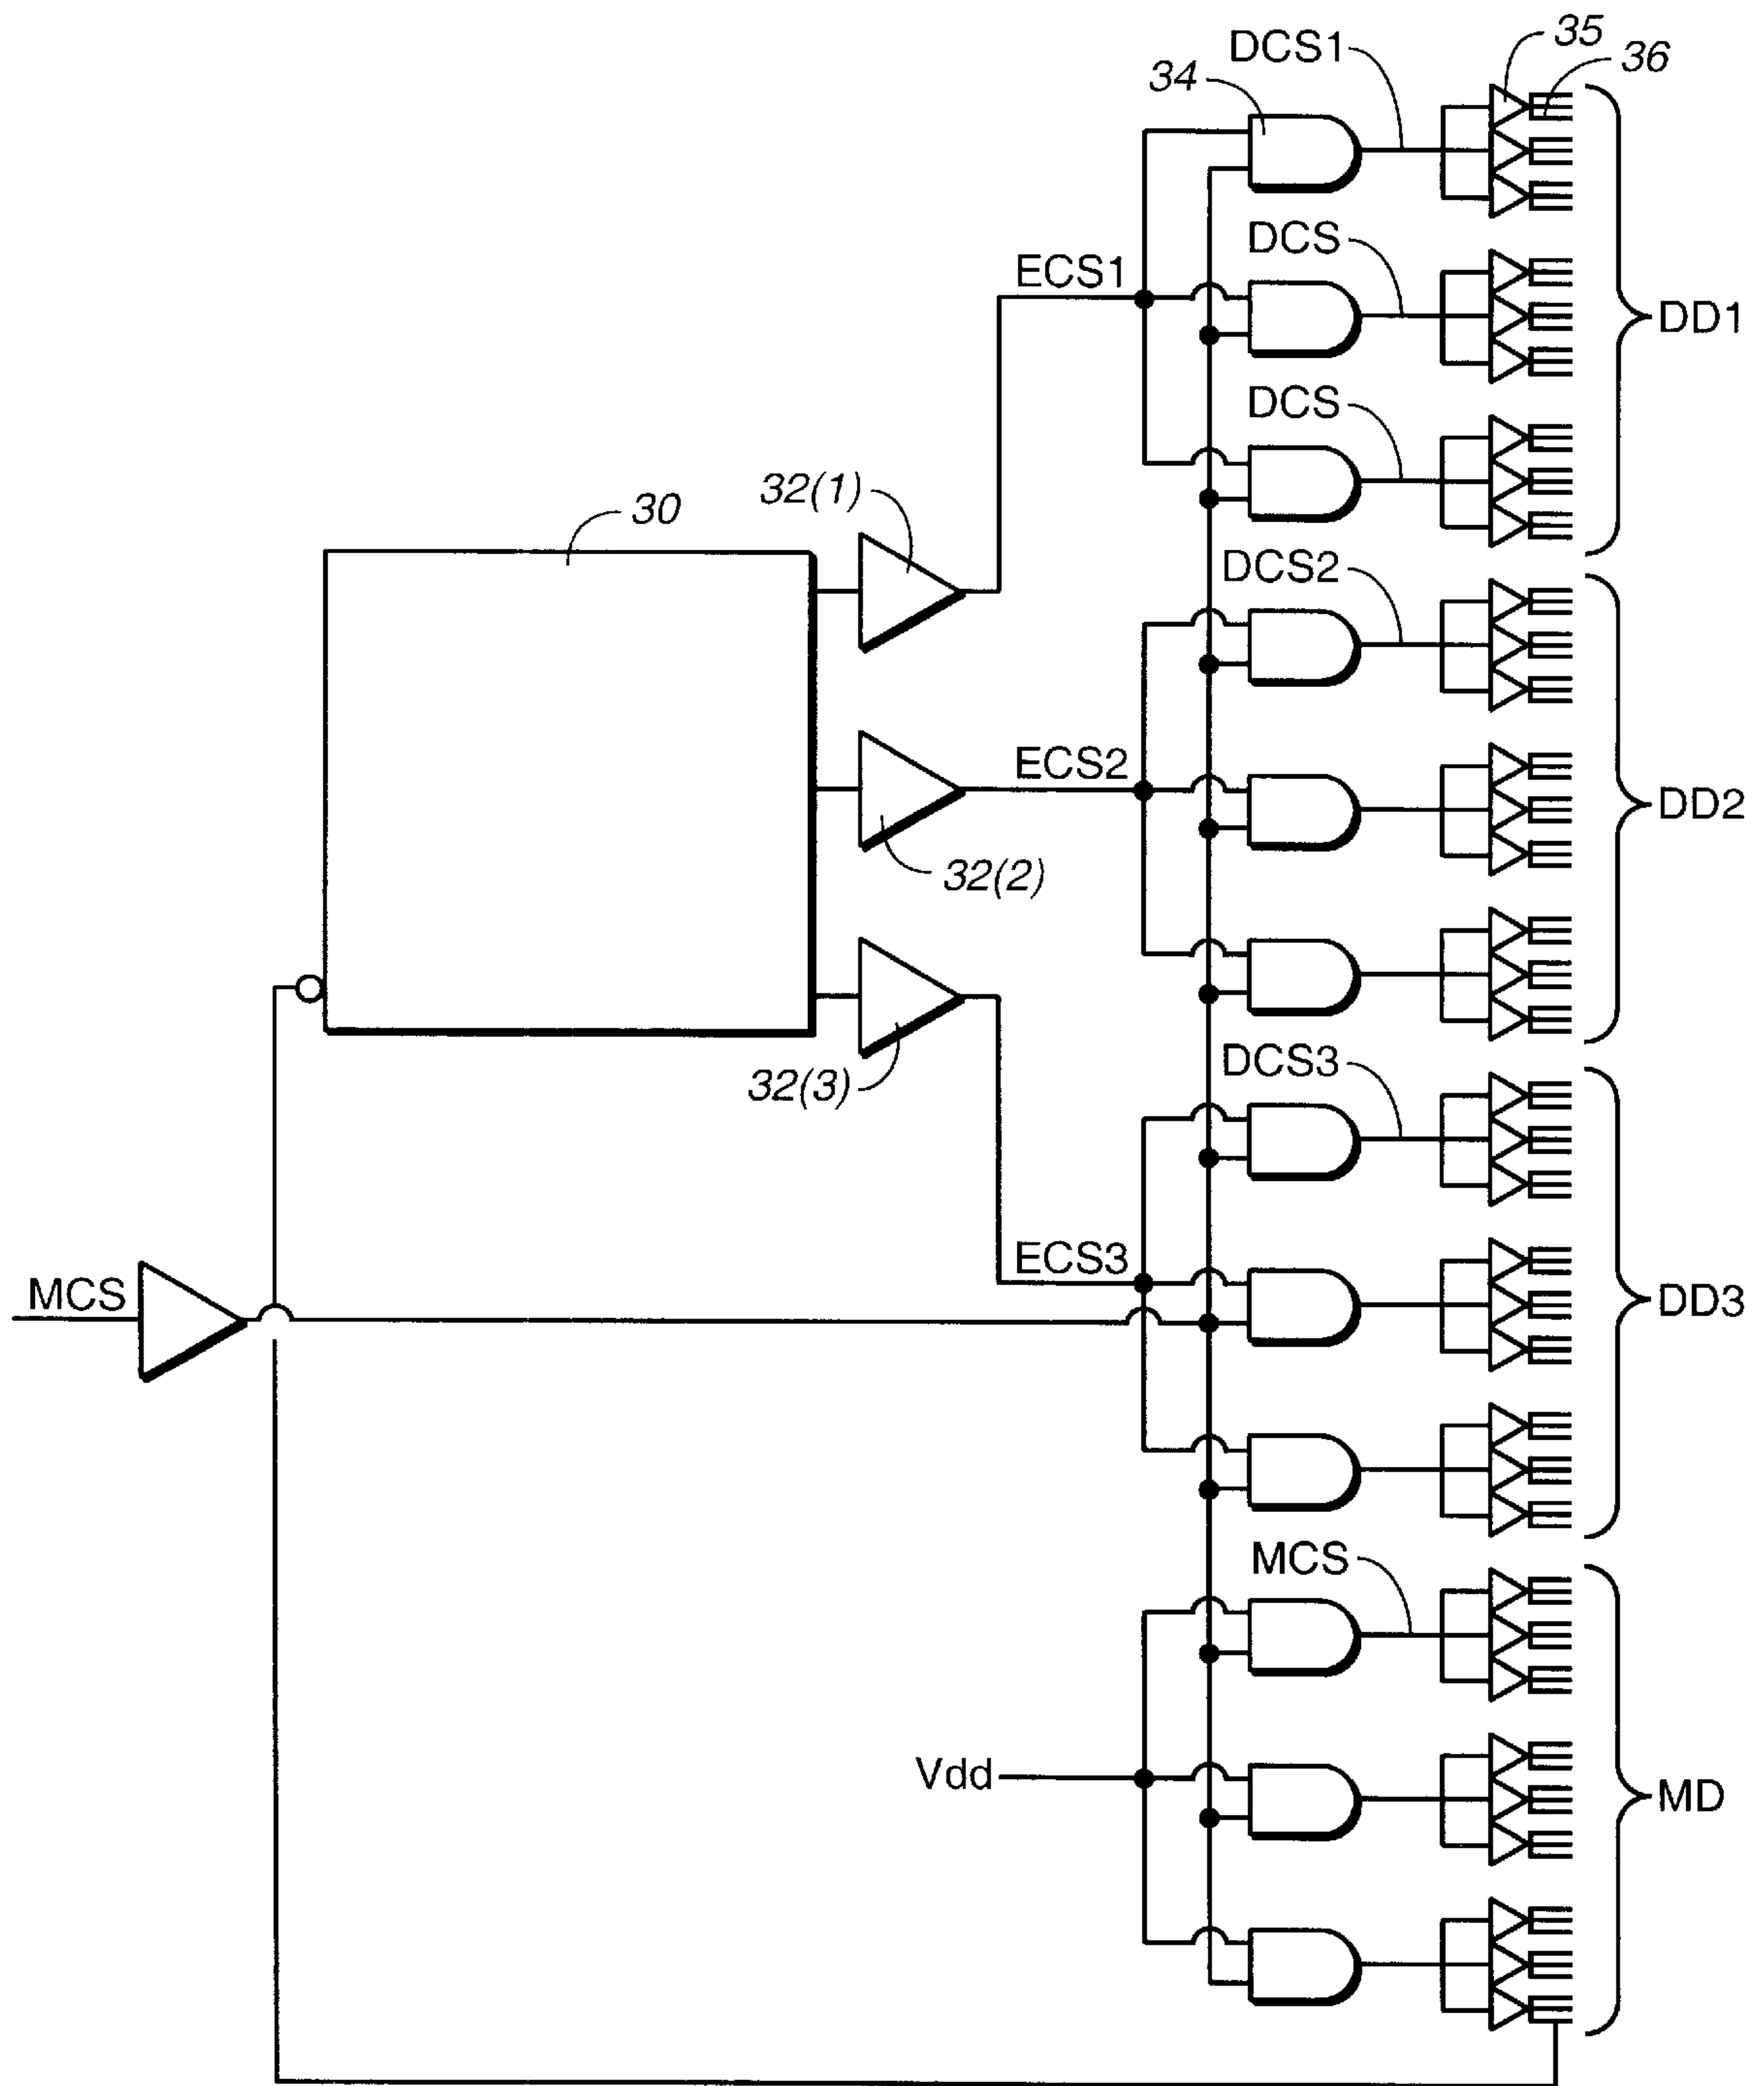 35
DCS1
36
34
DCS
ECS1
DD1
DCS
32(1)
30
DCS2
ECS2
DD2
32(2)
DCS3
32(3)
ECS3
MCS
DD3
MCS
Vdd
MD